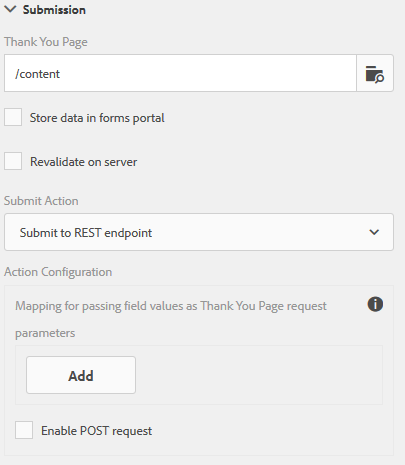 Submission
Thank You Page
/content
Store data in forms portal
Revalidate on server
Submit Action
Submit to REST endpoint
Action Configuration
Mapping for passing field values as Thank You Page request
parameters
Add
Enable POST request